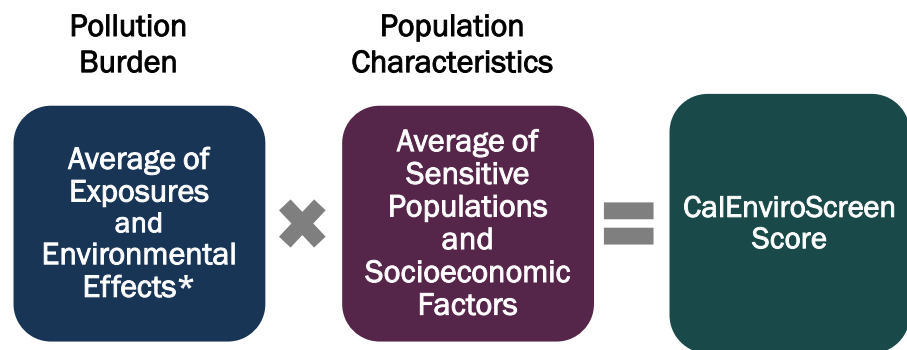 Pollution
Burden
Population
Characteristics
Average of
Exposures
and
Environmental
Effects*
Average of
Sensitive
Populations
and
Socioeconomic
Factors
CalEnviroScreen
Score